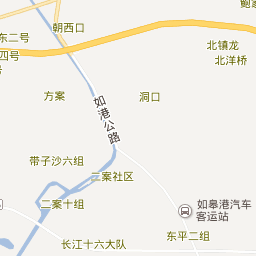 朝西口
东二号
四号
北镇龙
北洋桥
方案
洞口
如港公路
带子沙六组
二案社区
二案十组
如皋港汽车
客运站
东平二组
长江十六大队